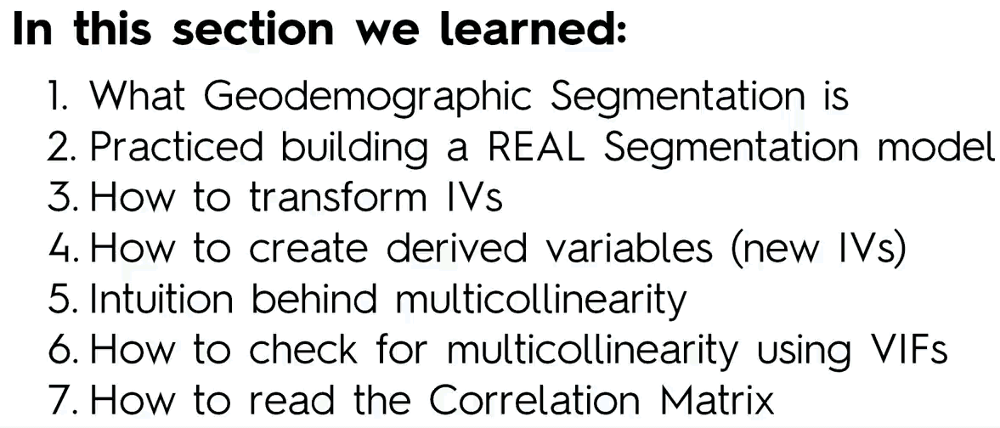 In this section we learned:
1. What Geodemographic Segmentation is
2. Practiced building a REAL Segmentation model
3. How to transform IVs
4. How to create derived variables (new IVs)
5. Intuition behind multicollinearity
6. How to check for multicollinearity using VIFs
7. How to read the Correlation Matrix